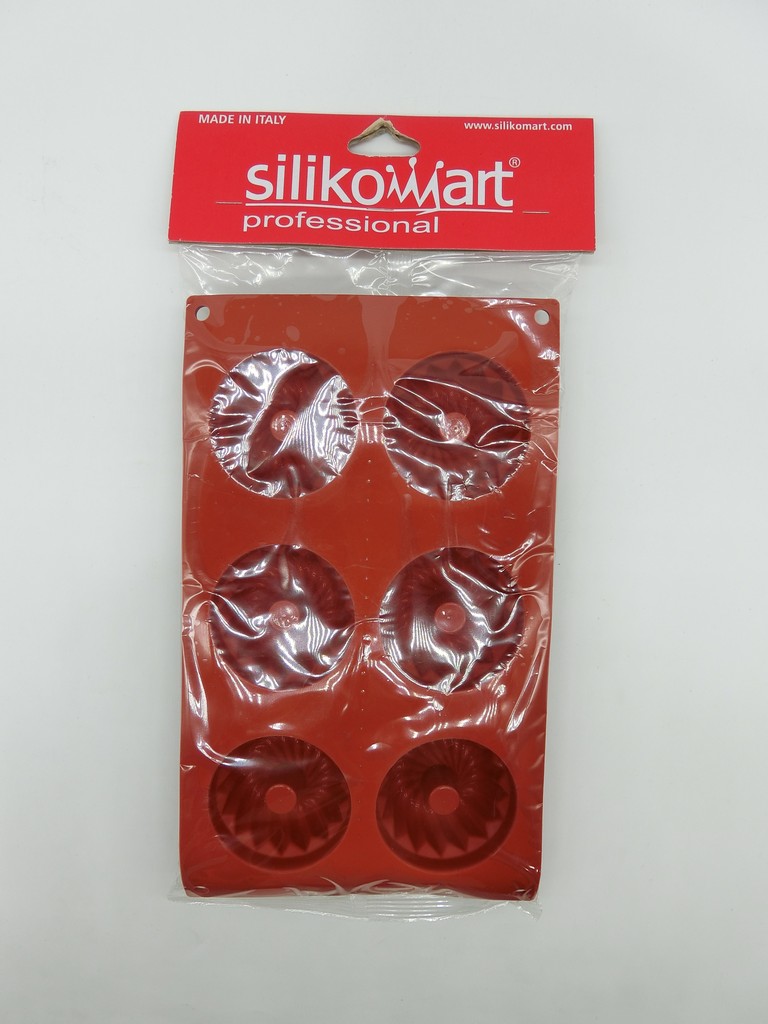 MADE IN ITALY
www.silikomart.com
silikomart®
professional